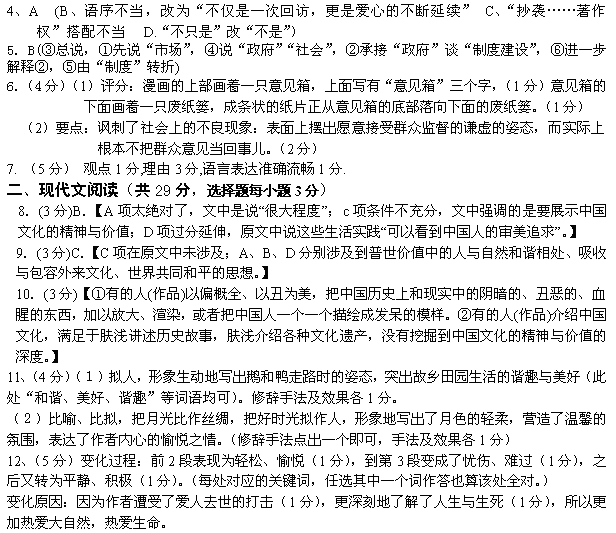 4、A （B、语序不当，改为“不仅是一次回访，更是爱心的不断延续” C、“抄袭……著作
权”搭配不当 D.“不只是”改“不是”）
5．B(③总说，①先说“市场”，④说“政府”“社会”，②承接“政府”谈“制度建设”，⑥进一步
解释②，⑤由“制度”转折)
6.（4分）（1）评分：漫画的上部画着一只意见箱，上面写有“意见箱”三个字，（1分）意见箱的
下面画着一只废纸篓，成条状的纸片正从意见箱的底部落向下面的废纸篓。（1分）
（2）要点：讽刺了社会上的不良现象：表面上摆出愿意接受群众监督的谦虚的姿态，而实际上
根本不把群众意见当回事儿。（2分）
7.（5分） 观点1分,理由3分,语言表达准确流畅1分.
二、现代文阅读（共29分，选择题每小题3分）
8．(3分)B.【A项太绝对了，文中是说“很大程度”；c项条件不充分，文中强调的是要展示中国
文化的精神与价值；D项过分延伸，原文中说这些生活实践“可以看到中国人的审美追求”。】
9．(3分)C.【C项在原文中未涉及；A、B、D分别涉及到普世价值中的人与自然和谐相处、吸收
与包容外来文化、世界共同和平的思想。】
10．(3分)【①有的人(作品)以偏概全、以丑为美，把中国历史上和现实中的阴暗的、丑恶的、血
腥的东西，加以放大、渲染，或者把中国人一个一个描绘成发呆的模样。②有的人(作品)介绍中国
文化，满足于肤浅讲述历史故事，肤浅介绍各种文化遗产，没有挖掘到中国文化的精神与价值的
深度。】
11、（4分）（1）拟人，形象生动地写出鹅和鸭走路时的姿态，突出故乡田园生活的谐趣与美好（此
处“和谐、美好、谐趣”等词语均可）。修辞手法及效果各1分。
（2）比喻、比拟，把月光比作丝绸，把好时光拟作人，形象地写出了月色的轻柔，营造了温馨的
氛围，表达了作者内心的愉悦之情。（修辞手法点出一个即可，手法及效果各1分）
12、（5分）变化过程：前2段表现为轻松、愉悦（1分），到第3段变成了忧伤、难过（1分），之
后又转为平静、积极（1分）。（每处对应的关键词，任选其中一个词作答也算该处全对。）
变化原因：因为作者遭受了爱人去世的打击（1分），更深刻地了解了人生与生死（1分），所以更
加热爱大自然，热爱生命。